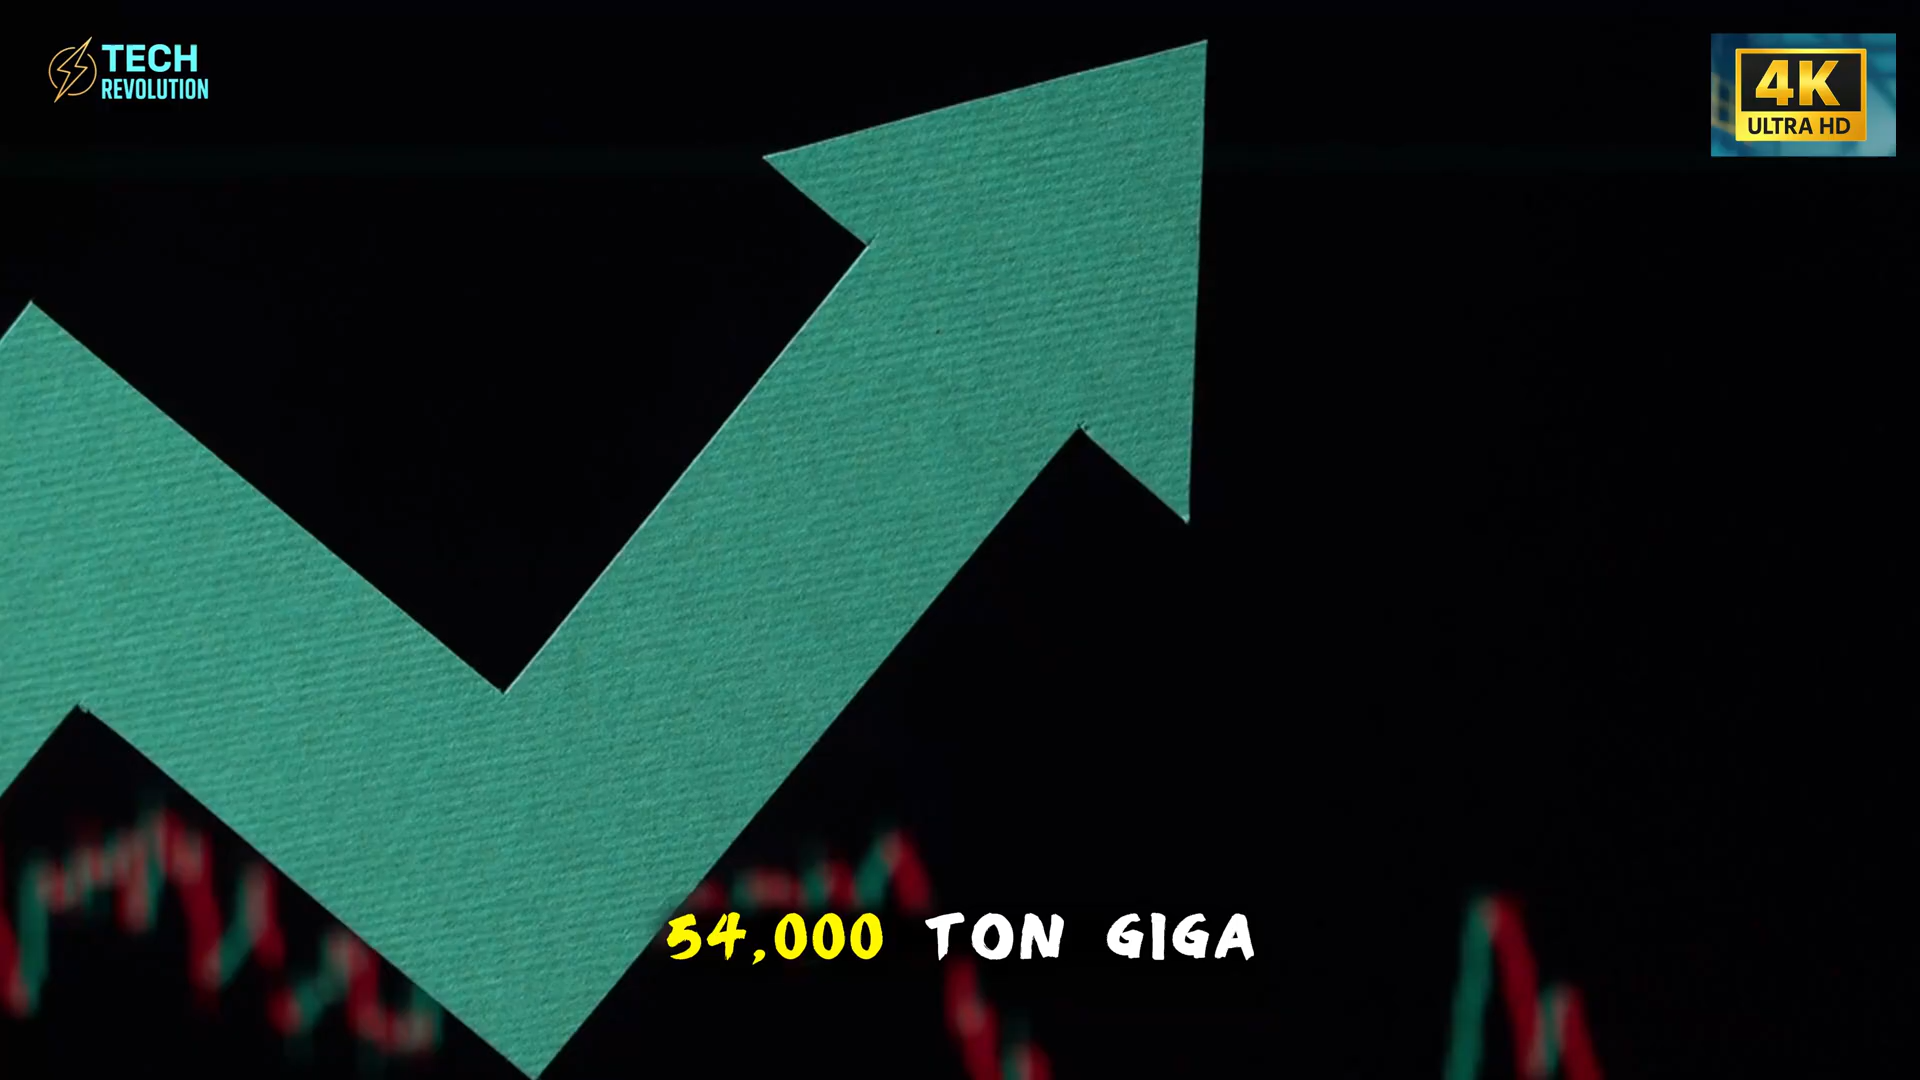 TECH
REVOLUTION
4K
ULTRA HD
54,000 TON GIGA